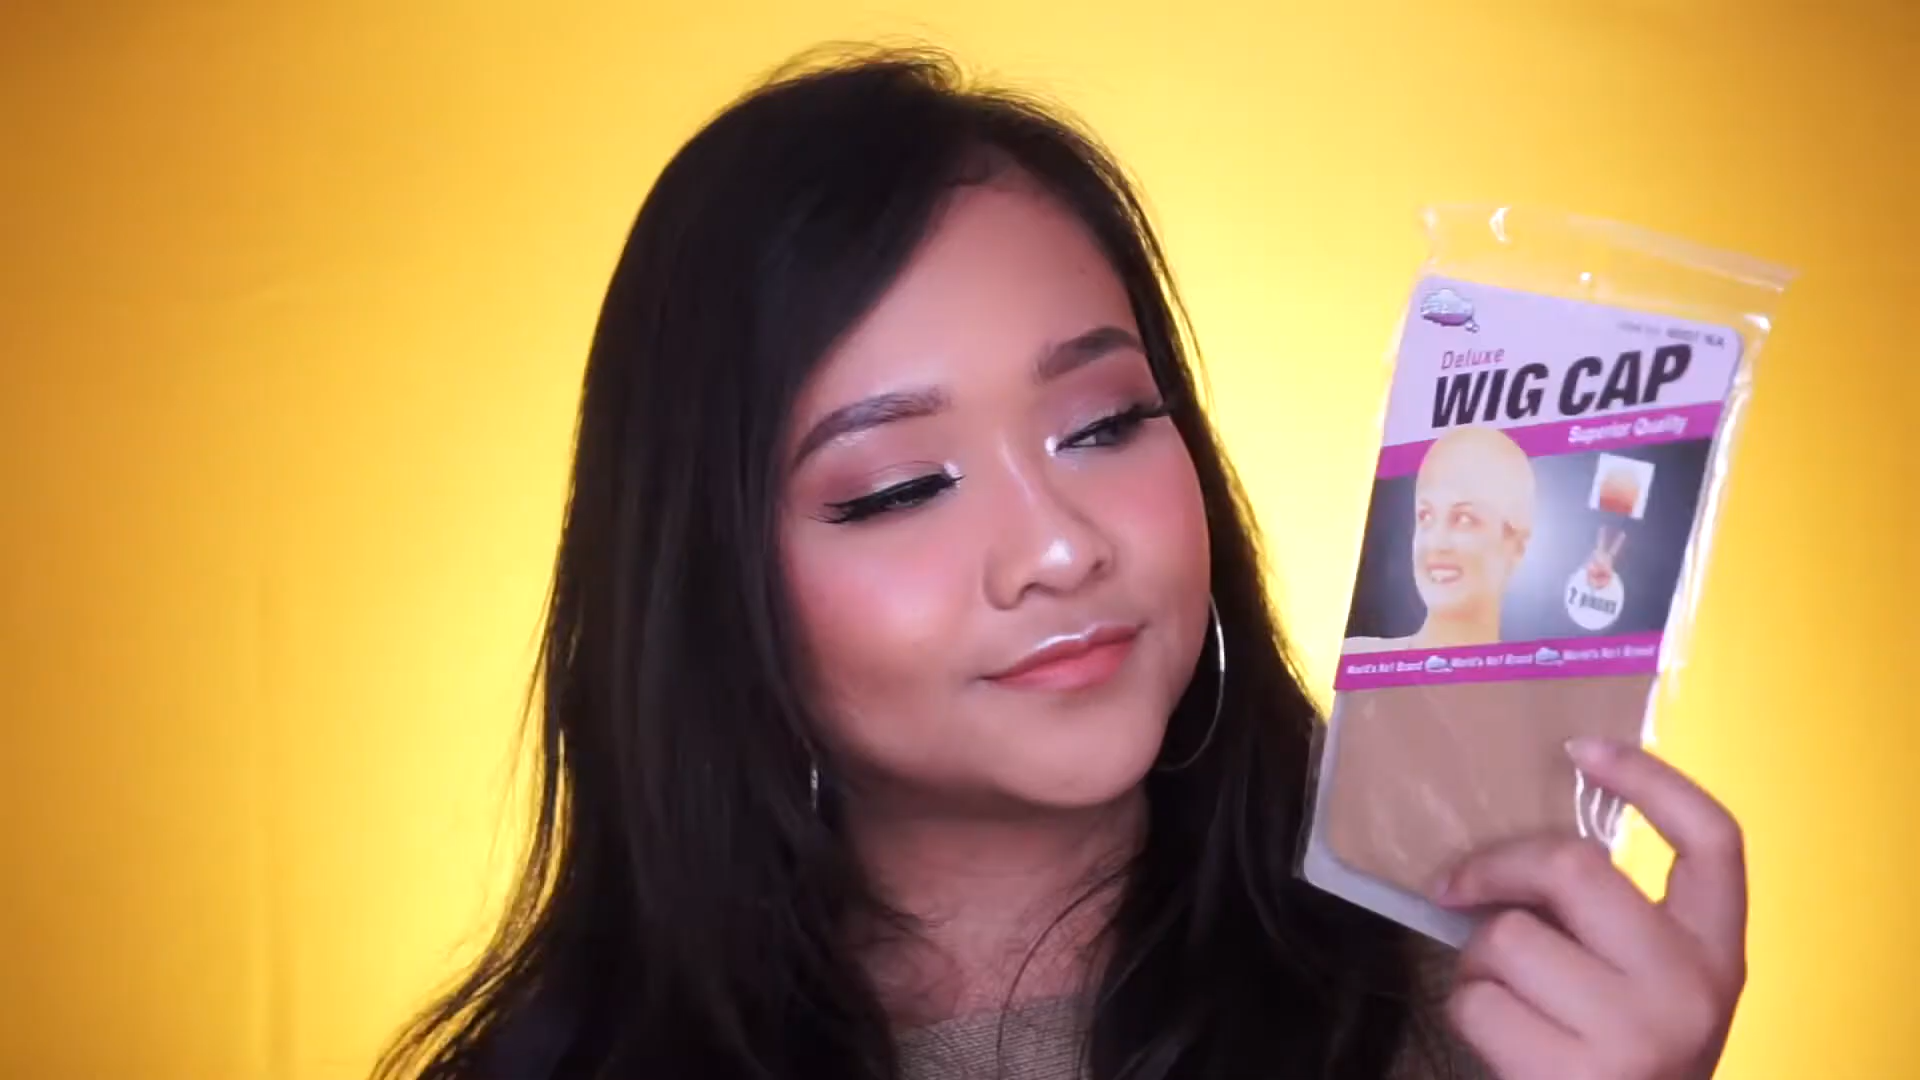 Deluxe
WIG CAP
Superior Quality
2 pieces
World's No1 Brand World's No1 Brand World's No1 Brand